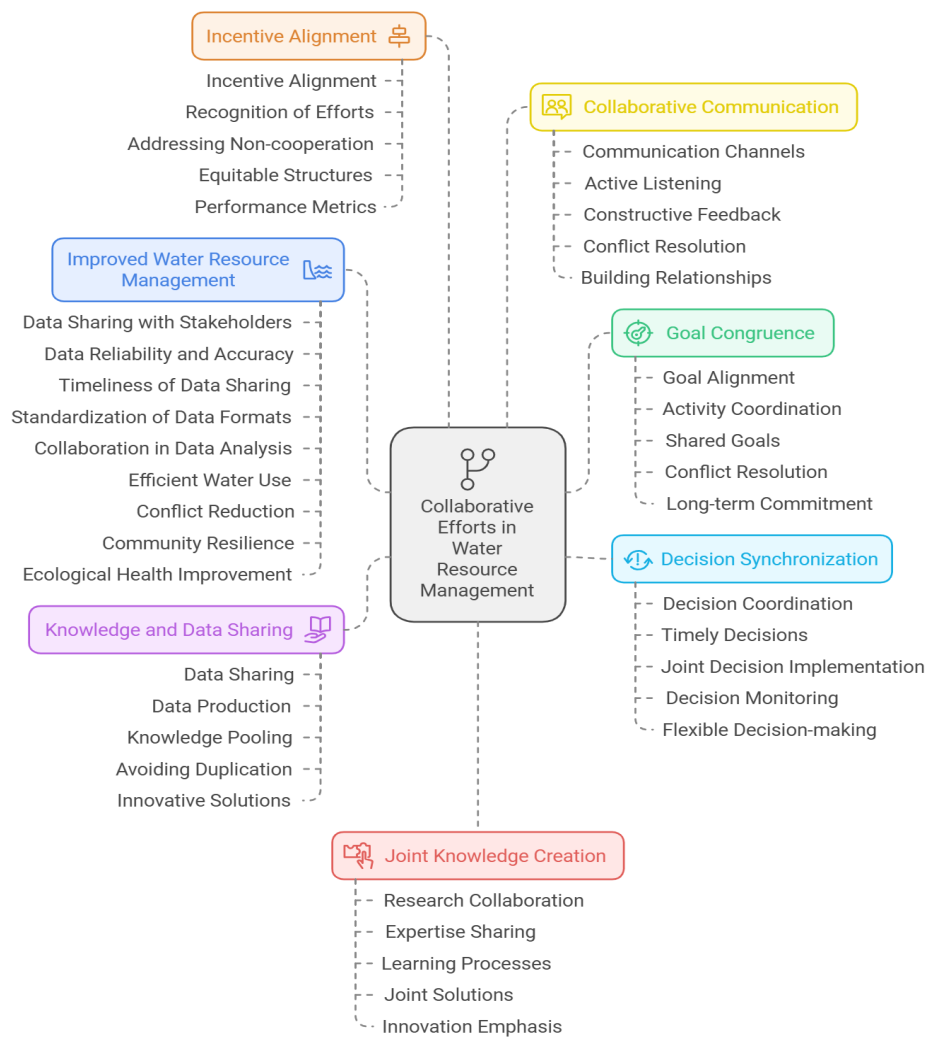 Incentive Alignment
Incentive Alignment
Recognition of Efforts
Addressing Non-cooperation
Equitable Structures
Performance Metrics
Collaborative Communication
Communication Channels
Active Listening
Constructive Feedback
Conflict Resolution
Building Relationships
Improved Water Resource
Management
Data Sharing with Stakeholders
Data Reliability and Accuracy
Timeliness of Data Sharing
Standardization of Data Formats
Collaboration in Data Analysis
Efficient Water Use
Conflict Reduction
Community Resilience
Ecological Health Improvement
Goal Congruence
Goal Alignment
Activity Coordination
Shared Goals
Conflict Resolution
Long-term Commitment
Collaborative
Efforts in
Water
Resource
Management
Decision Synchronization
Decision Coordination
Timely Decisions
Joint Decision Implementation
Decision Monitoring
Flexible Decision-making
Knowledge and Data Sharing
Data Sharing
Data Production
Knowledge Pooling
Avoiding Duplication
Innovative Solutions
Joint Knowledge Creation
Research Collaboration
Expertise Sharing
Learning Processes
Joint Solutions
Innovation Emphasis